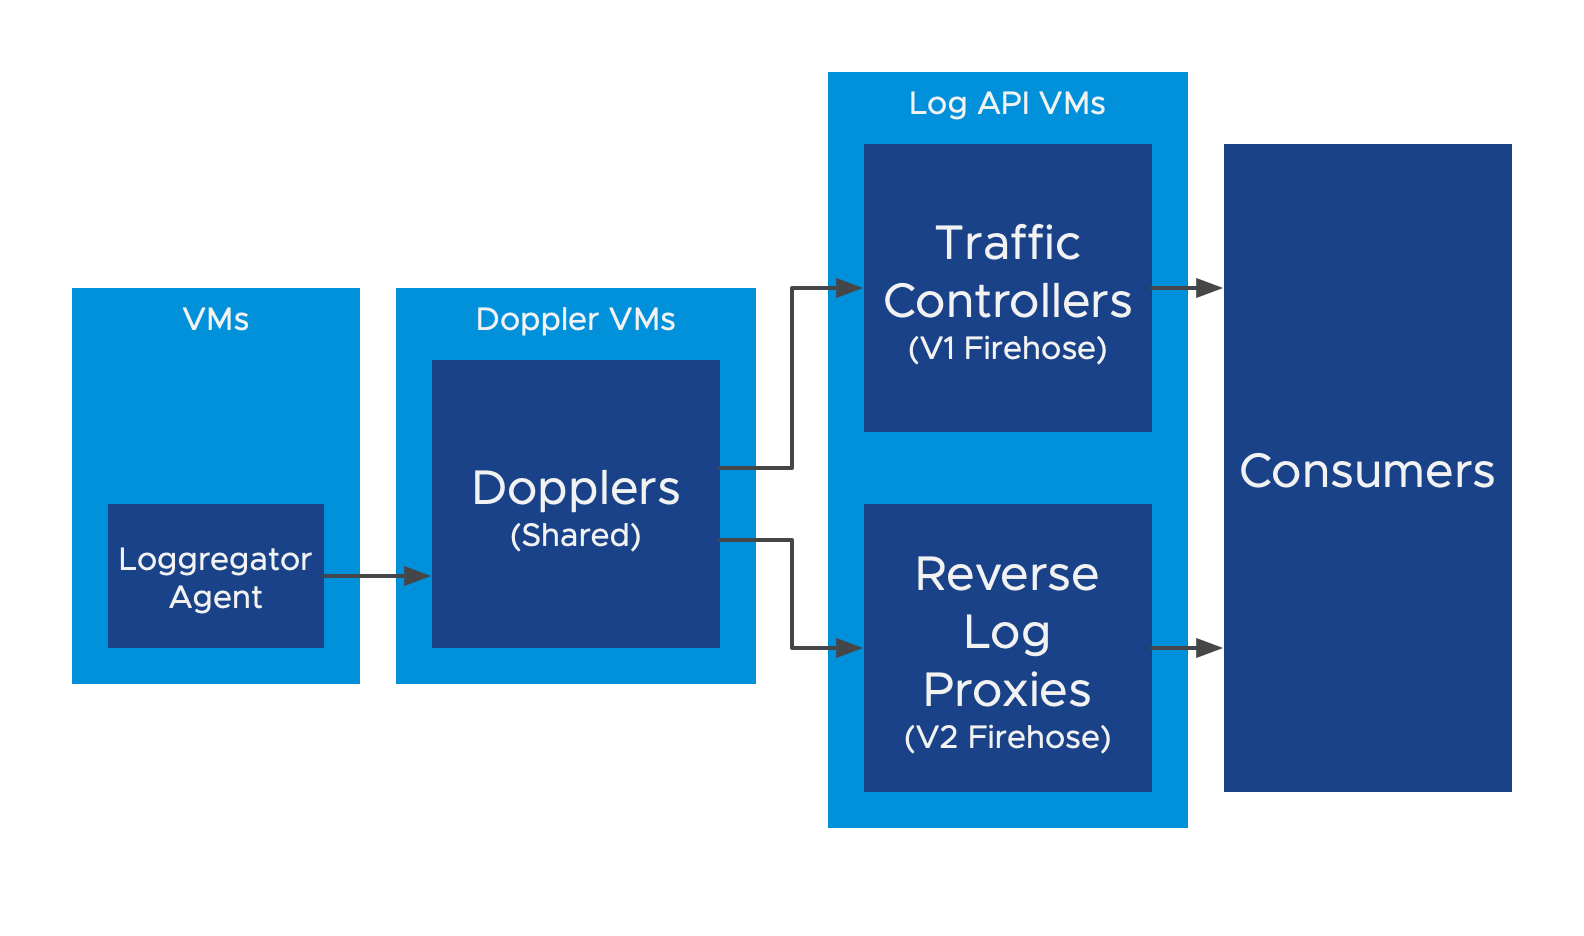 VMs
Loggregator
Agent
Doppler VMs
Dopplers
(Shared)
Log API VMs
Traffic
Controllers
(V1 Firehose)
Reverse
Log
Proxies
(V2 Firehose)
Consumers